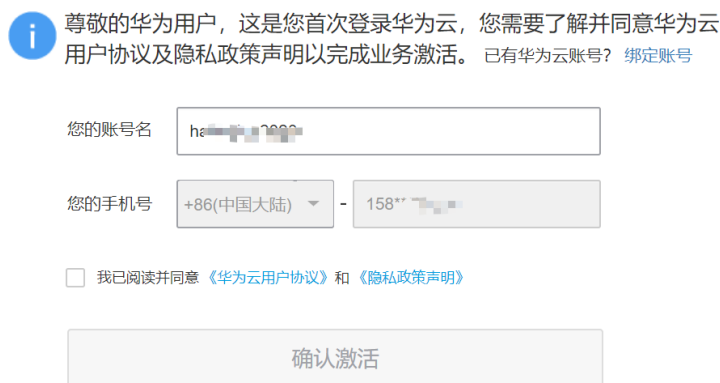 尊敬的华为用户，这是您首次登录华为云，您需要了解并同意华为云
用户协议及隐私政策声明以完成业务激活。 已有华为云账号？ 绑定账号
您的账号名
您的手机号 +86(中国大陆) - 158**
我已阅读并同意《华为云用户协议》和《隐私政策声明》
确认激活